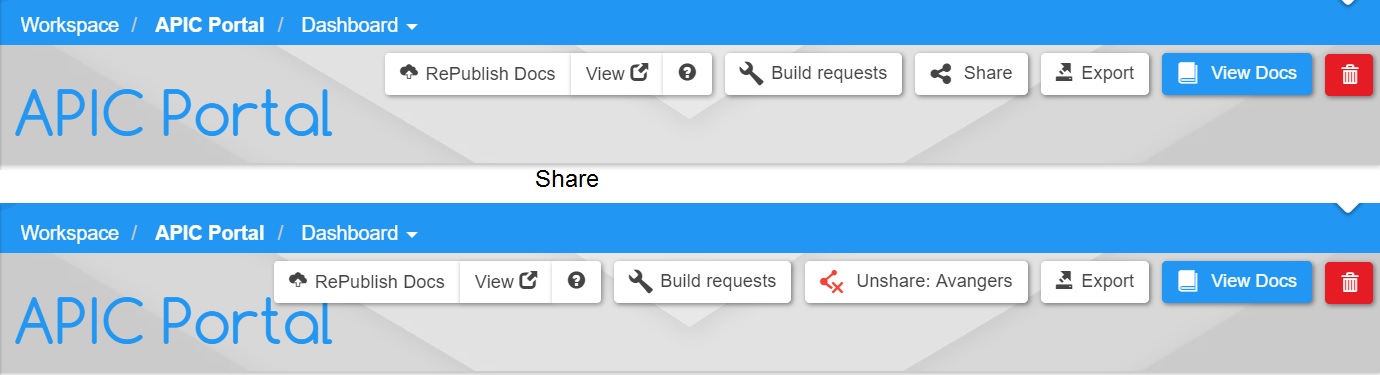 Workspace / APIC Portal / Dashboard
RePublish Docs View ? Build requests Share Export View Docs
APIC Portal
Share
Workspace / APIC Portal / Dashboard
RePublish Docs View ? Build requests Unshare: Avangers Export View Docs
APIC Portal